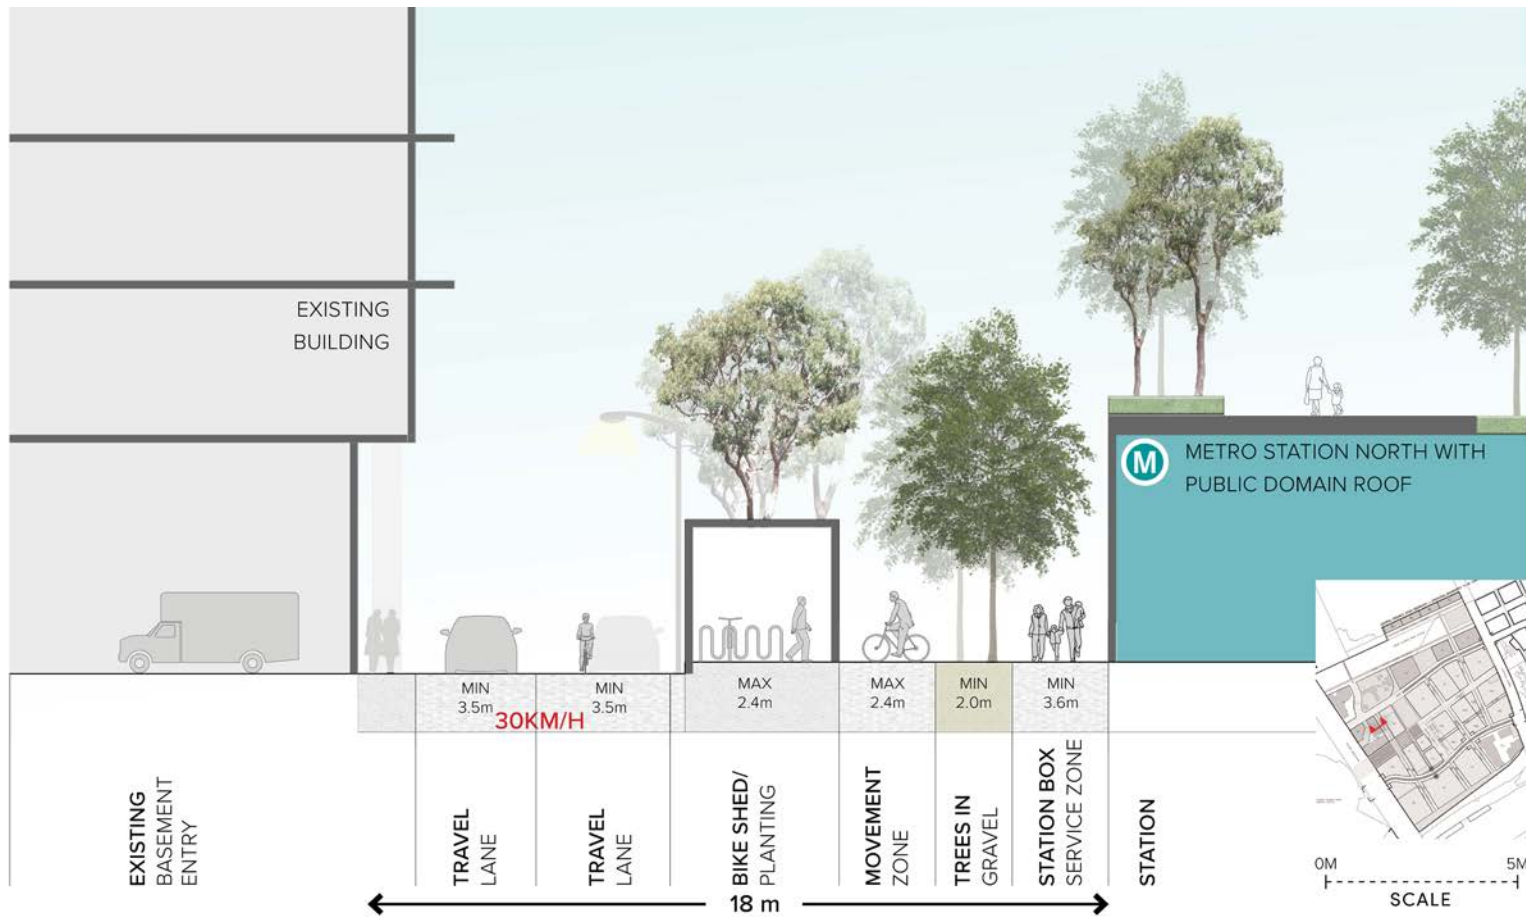 EXISTING
BUILDING
M
METRO STATION NORTH WITH
PUBLIC DOMAIN ROOF
MIN
3.5m
30KM/H
MIN
3.5m
MAX
2.4m
MAX
2.4m
MIN
2.0m
MIN
3.6m
EXISTING
BASEMENT
ENTRY
TRAVEL
LANE
TRAVEL
LANE
BIKE SHED/
PLANTING
MOVEMENT
ZONE
TREES IN
GRAVEL
STATION BOX
SERVICE ZONE
STATION
18 m
0M
5M
SCALE